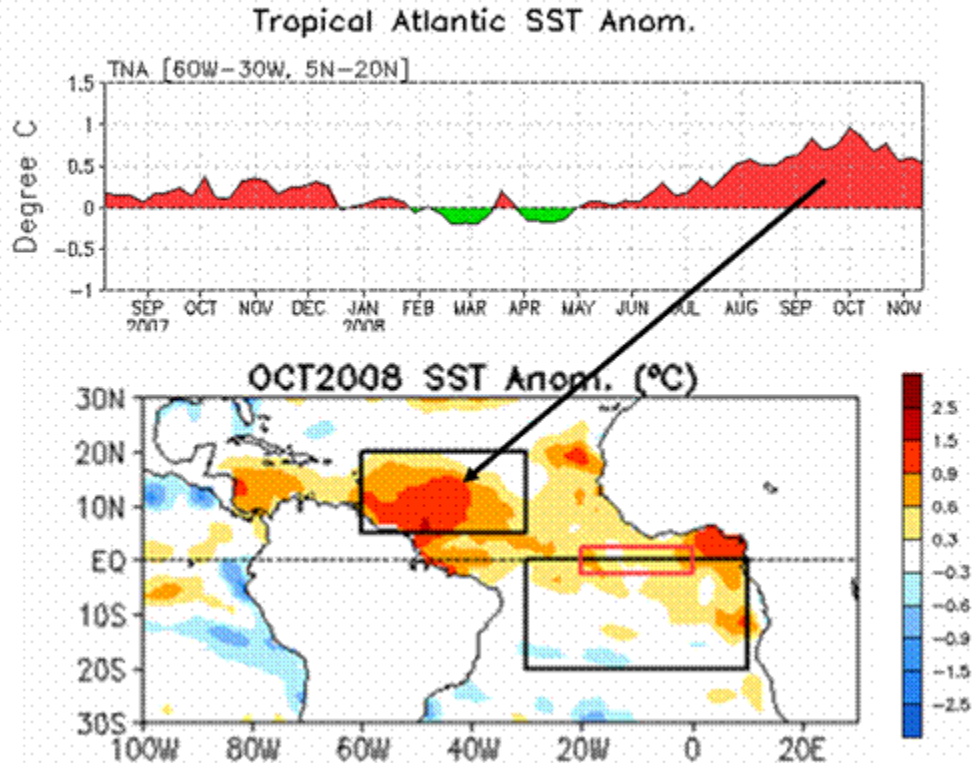 Tropical Atlantic SST Anom.
TNA [60W-30W, 5N-20N]
1.5
1
0.5
0
-0.5
-1
Degree C
SEP OCT NOV DEC JAN FEB MAR APR MAY JUN JUL AUG SEP OCT NOV
2007 2008
OCT2008 SST Anom. (ºC)
30N
20N
10N
EQ
10S
20S
30S
100W 80W 60W 40W 20W 0 20E
2.5
1.5
0.9
0.6
0.3
-0.3
-0.6
-0.9
-1.5
-2.5